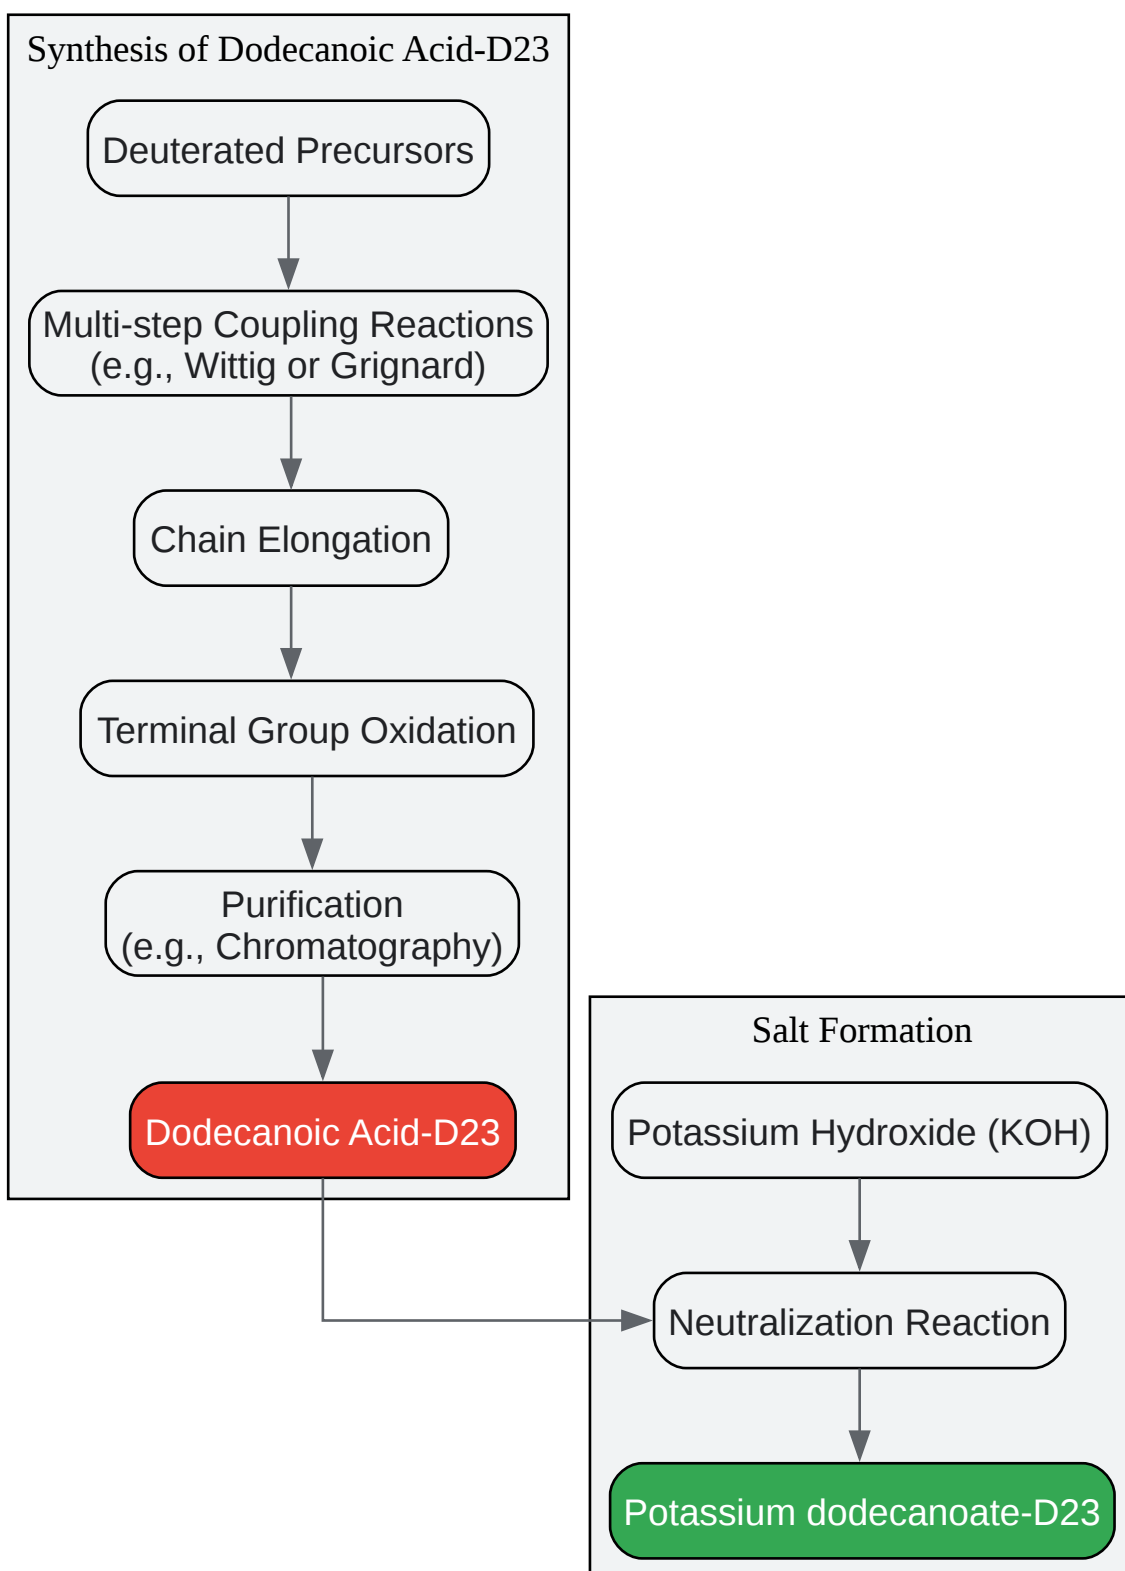 Synthesis of Dodecanoic Acid-D23
Deuterated Precursors
Multi-step Coupling Reactions
(e.g., Wittig or Grignard)
Chain Elongation
Terminal Group Oxidation
Purification
(e.g., Chromatography)
Dodecanoic Acid-D23
Salt Formation
Potassium Hydroxide (KOH)
Neutralization Reaction
Potassium dodecanoate-D23